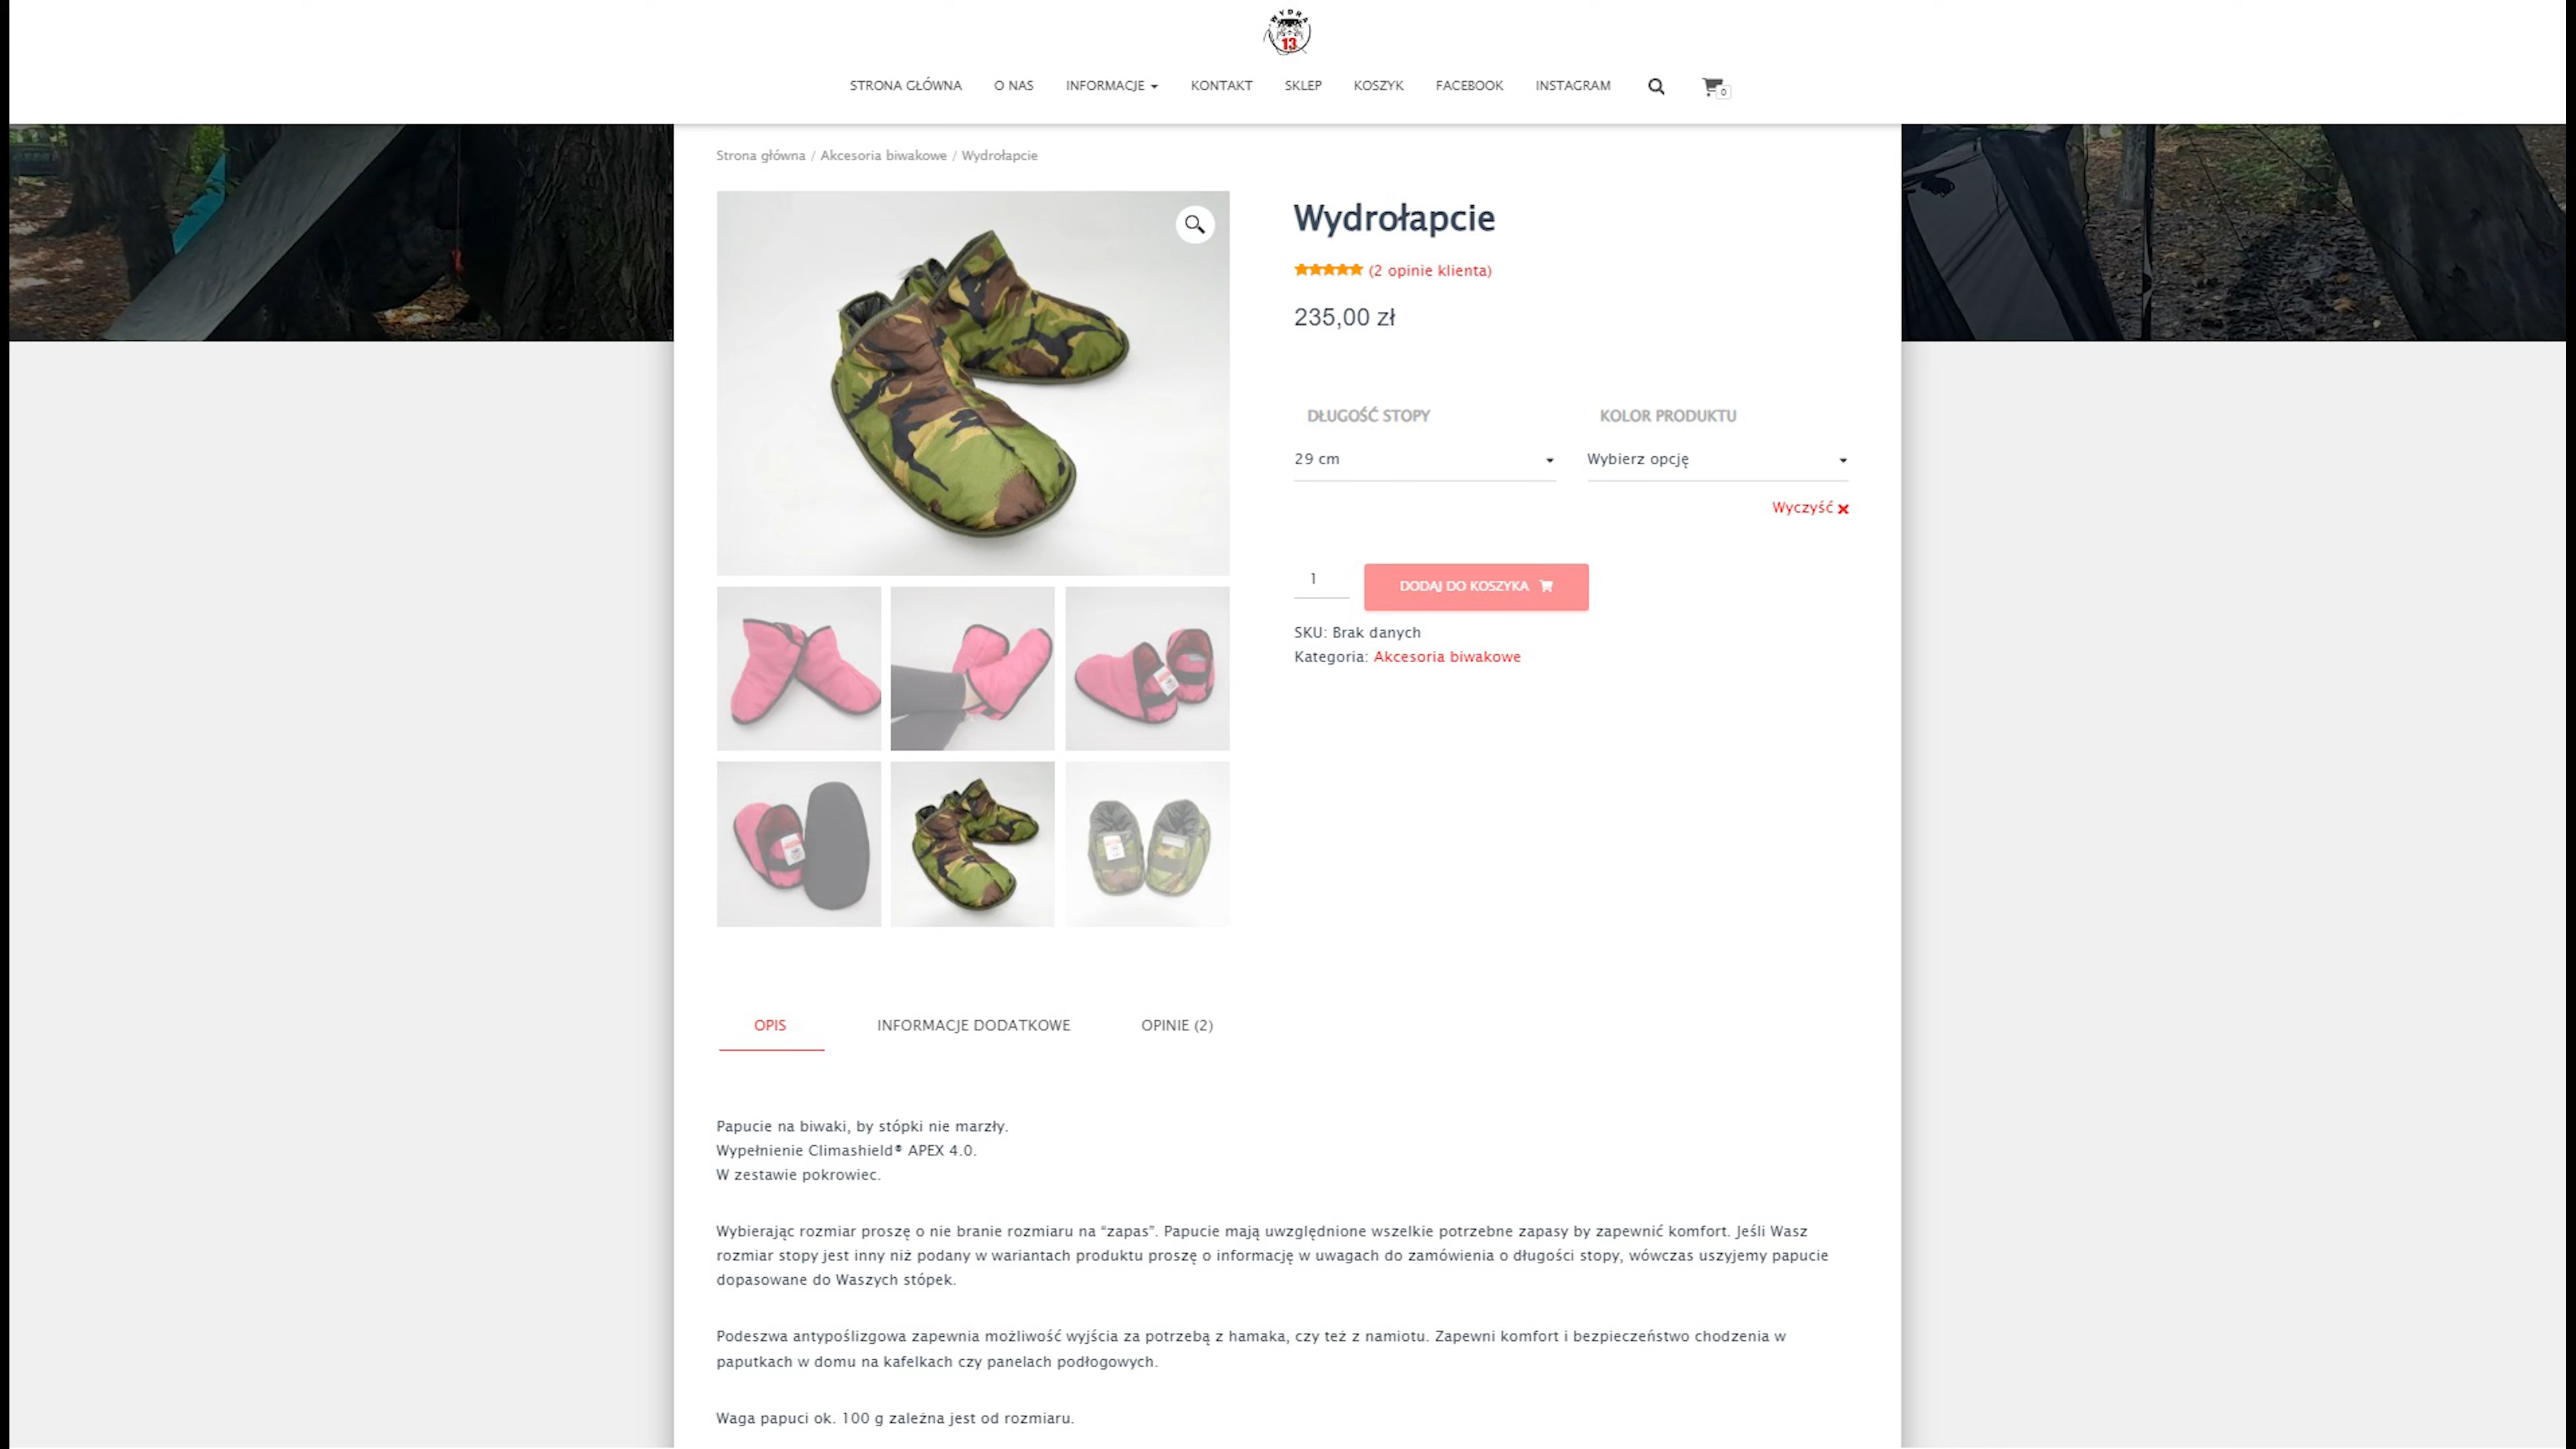 WYDRA
13
STRONA GŁÓWNA O NAS INFORMACJE KONTAKT SKLEP KOSZYK FACEBOOK INSTAGRAM 0
Strona główna / Akcesoria biwakowe / Wydrołapcie
Wydrołapcie
(2 opinie klienta)
235,00 zł
DŁUGOŚĆ STOPY KOLOR PRODUKTU
29 cm Wybierz opcję
Wyczyść
1 DODAJ DO KOSZYKA
SKU: Brak danych
Kategoria: Akcesoria biwakowe
OPIS INFORMACJE DODATKOWE OPINIE (2)
Papucie na biwaki, by stópki nie marzły.
Wypełnienie Climashield® APEX 4.0.
W zestawie pokrowiec.
Wybierając rozmiar proszę o nie branie rozmiaru na “zapas”. Papucie mają uwzględnione wszelkie potrzebne zapasy by zapewnić komfort. Jeśli Wasz
rozmiar stopy jest inny niż podany w wariantach produktu proszę o informację w uwagach do zamówienia o długości stopy, wówczas uszyjemy papucie
dopasowane do Waszych stópek.
Podeszwa antypoślizgowa zapewnia możliwość wyjścia za potrzebą z hamaka, czy też z namiotu. Zapewni komfort i bezpieczeństwo chodzenia w
paputkach w domu na kafelkach czy panelach podłogowych.
Waga papuci ok. 100 g zależna jest od rozmiaru.